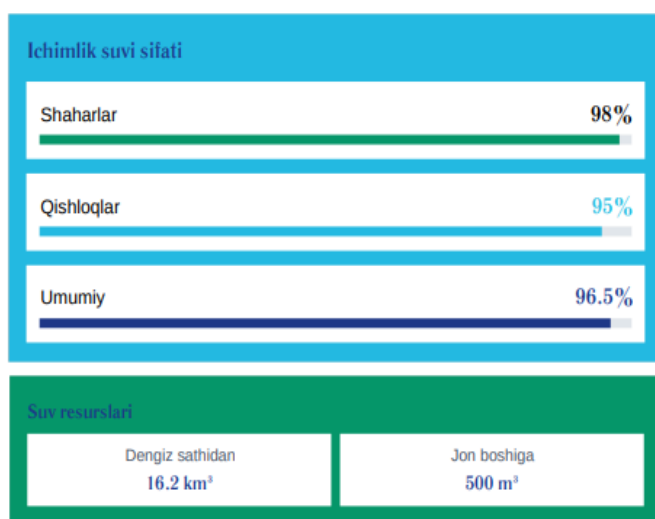 Ichimlik suvi sifati
Shaharlar 98%
Qishloqlar 95%
Umumiy 96.5%
Suv resurslari
Dengiz sathidan Jon boshiga
16.2 km³ 500 m³